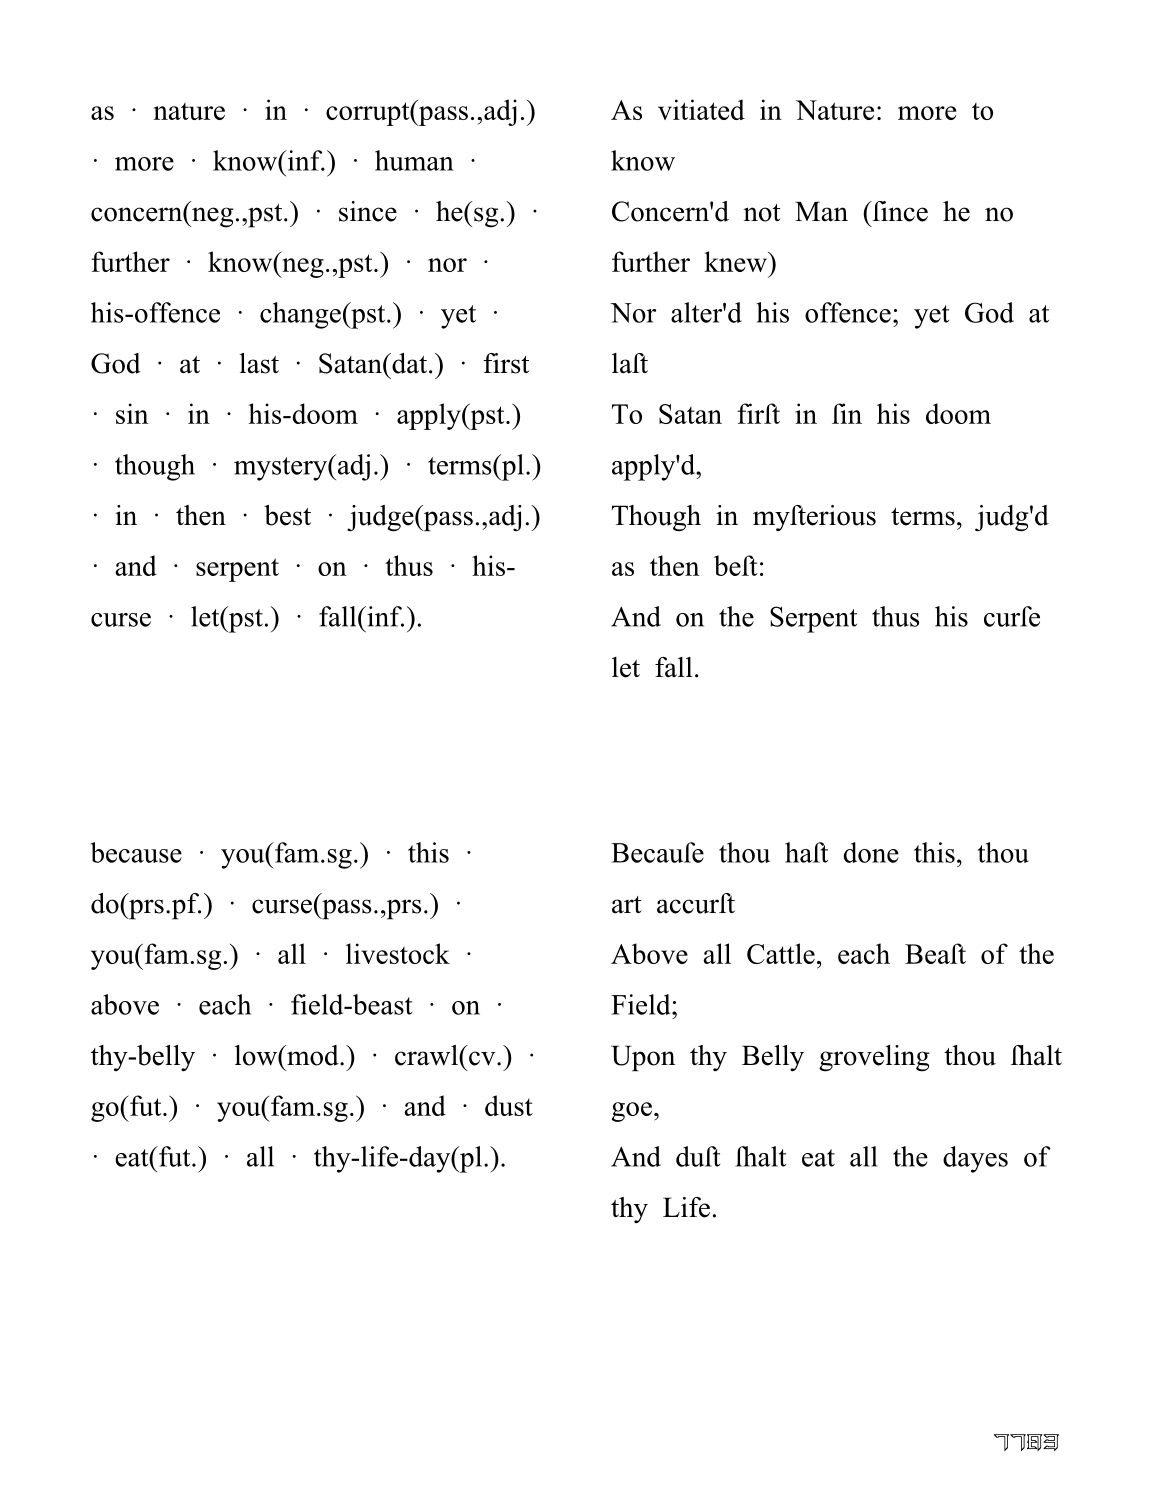 as · nature · in · corrupt(pass.,adj.)
· more · know(inf.) · human ·
concern(neg.,pst.) · since · he(sg.) ·
further · know(neg.,pst.) · nor ·
his-offence · change(pst.) · yet ·
God · at · last · Satan(dat.) · first
· sin · in · his-doom · apply(pst.)
· though · mystery(adj.) · terms(pl.)
· in · then · best · judge(pass.,adj.)
· and · serpent · on · thus · his-
curse · let(pst.) · fall(inf.).
As vitiated in Nature: more to
know
Concern'd not Man (ſince he no
further knew)
Nor alter'd his offence; yet God at
laſt
To Satan firſt in ſin his doom
apply'd,
Though in myſterious terms, judg'd
as then beſt:
And on the Serpent thus his curſe
let fall.
because · you(fam.sg.) · this ·
do(prs.pf.) · curse(pass.,prs.) ·
you(fam.sg.) · all · livestock ·
above · each · field-beast · on ·
thy-belly · low(mod.) · crawl(cv.) ·
go(fut.) · you(fam.sg.) · and · dust
· eat(fut.) · all · thy-life-day(pl.).
Becauſe thou haſt done this, thou
art accurſt
Above all Cattle, each Beaſt of the
Field;
Upon thy Belly groveling thou ſhalt
goe,
And duſt ſhalt eat all the dayes of
thy Life.